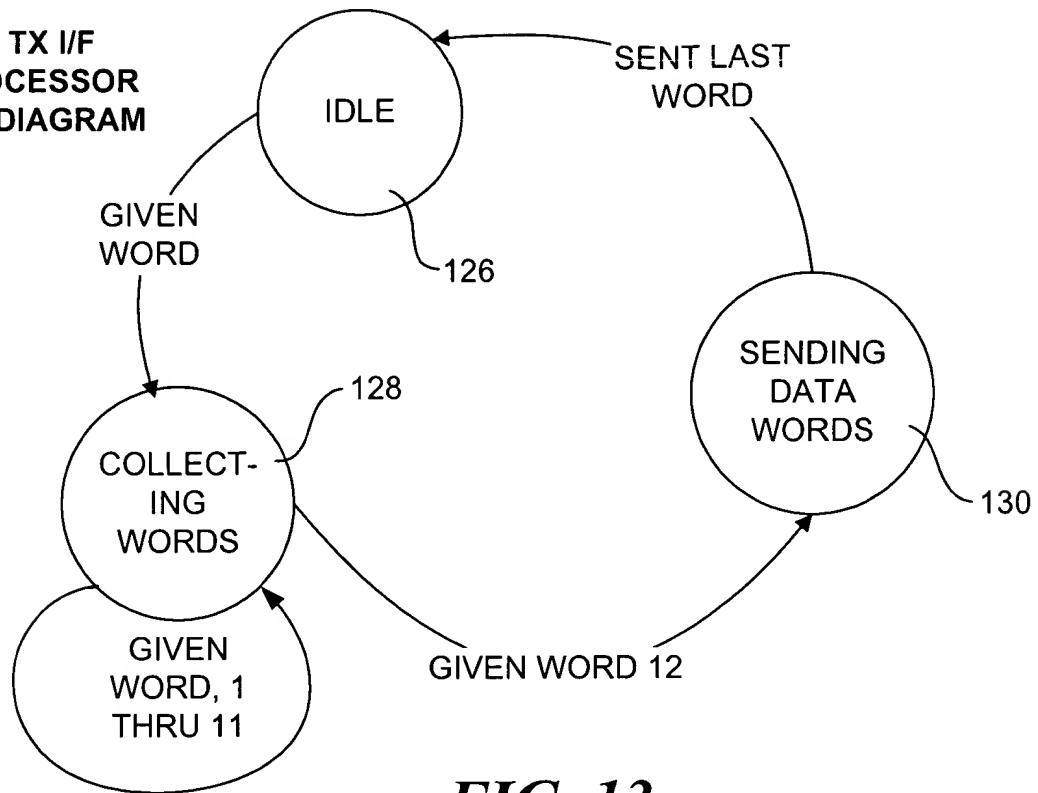 TX I/F
OCESSOR
DIAGRAM
IDLE
126
SENT LAST
WORD
GIVEN
WORD
128
COLLECT-
ING
WORDS
SENDING
DATA
WORDS
130
GIVEN WORD 12
GIVEN
WORD, 1
THRU 11